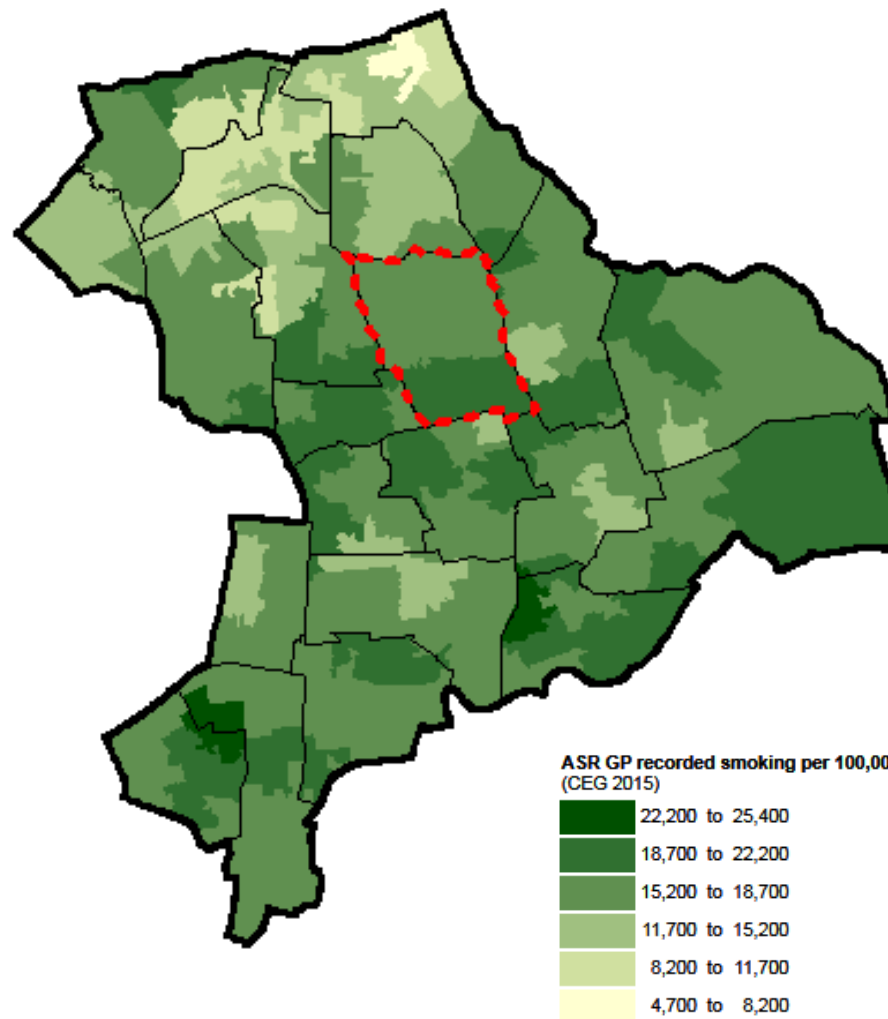 ASR GP recorded smoking per 100,00
(CEG 2015)
22,200 to 25,400
18,700 to 22,200
15,200 to 18,700
11,700 to 15,200
8,200 to 11,700
4,700 to 8,200